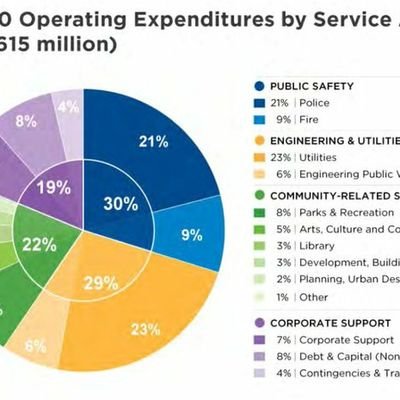 0 Operating Expenditures by Service
615 million)
4%
8%
21%
19%
30%
22%
9%
29%
6%
23%
PUBLIC SAFETY
21% | Police
9% | Fire
ENGINEERING & UTILITIE
23% | Utilities
6% | Engineering Public
COMMUNITY-RELATED S
8% | Parks & Recreation
5% | Arts, Culture and Co
3% | Library
3% | Development, Buildi
2% | Planning, Urban Des
1% | Other
CORPORATE SUPPORT
7% | Corporate Support
8% | Debt & Capital (Non
4% | Contingencies & Tra